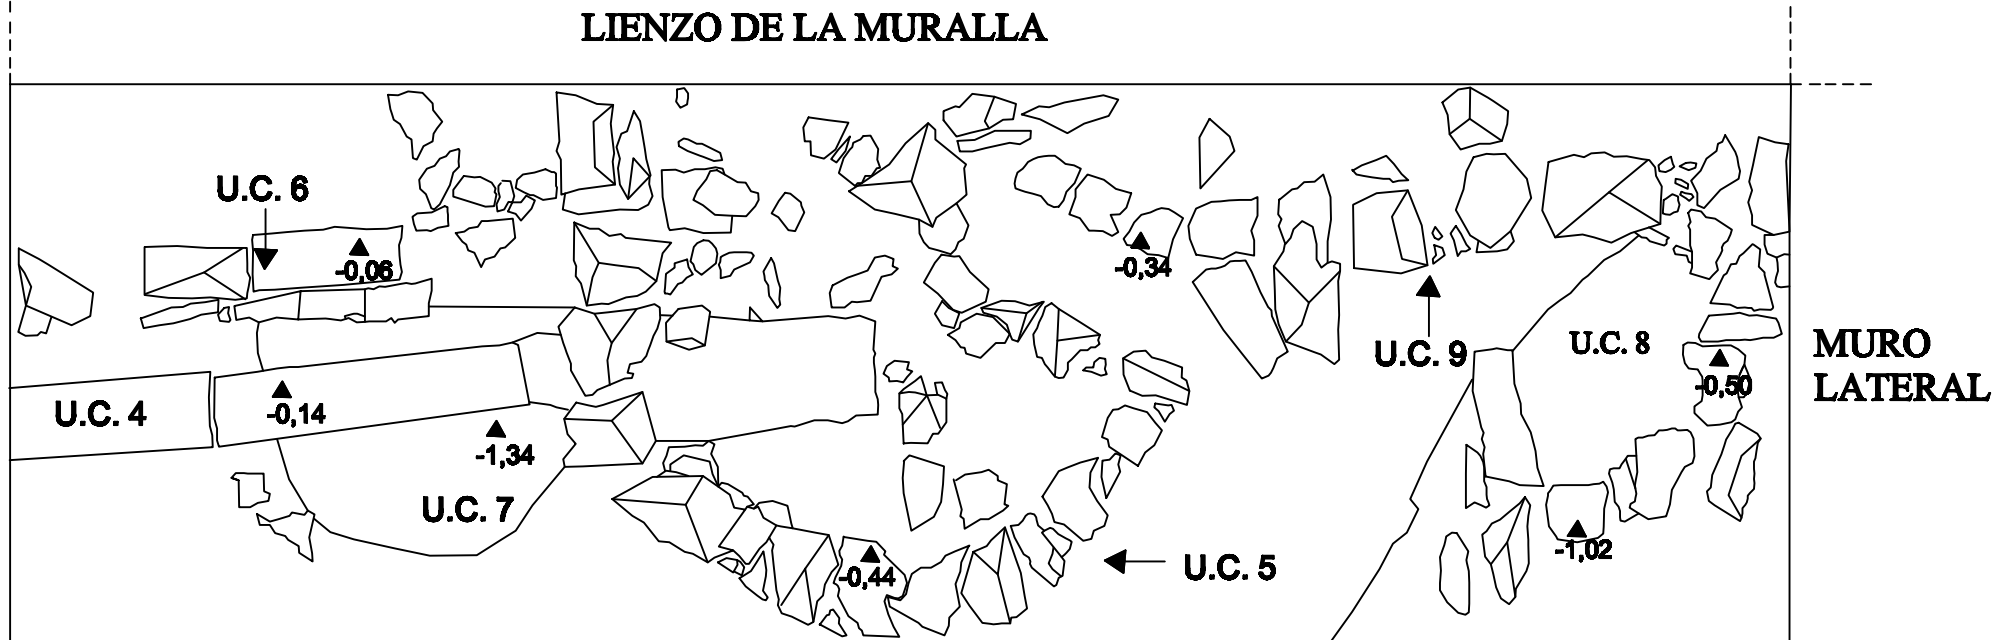 LIENZO DE LA MURALLA
U.C. 6
-0,06
-0,34
U.C. 9
U.C. 8
MURO
LATERAL
-0,50
U.C. 4
-0,14
-1,34
U.C. 7
-0,44
U.C. 5
-1,02